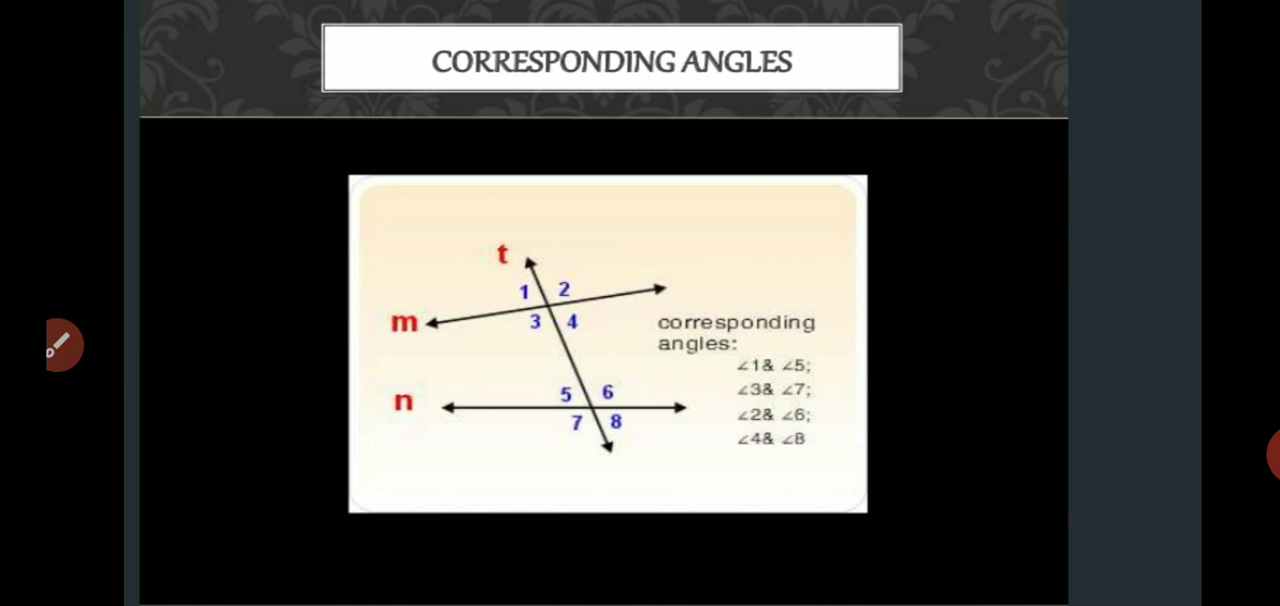 CORRESPONDING ANGLES
t
1 2
m
3 4
corresponding
angles:
∠1& ∠5;
∠3& ∠7;
∠2& ∠6;
∠4& ∠8
n
5 6
7 8